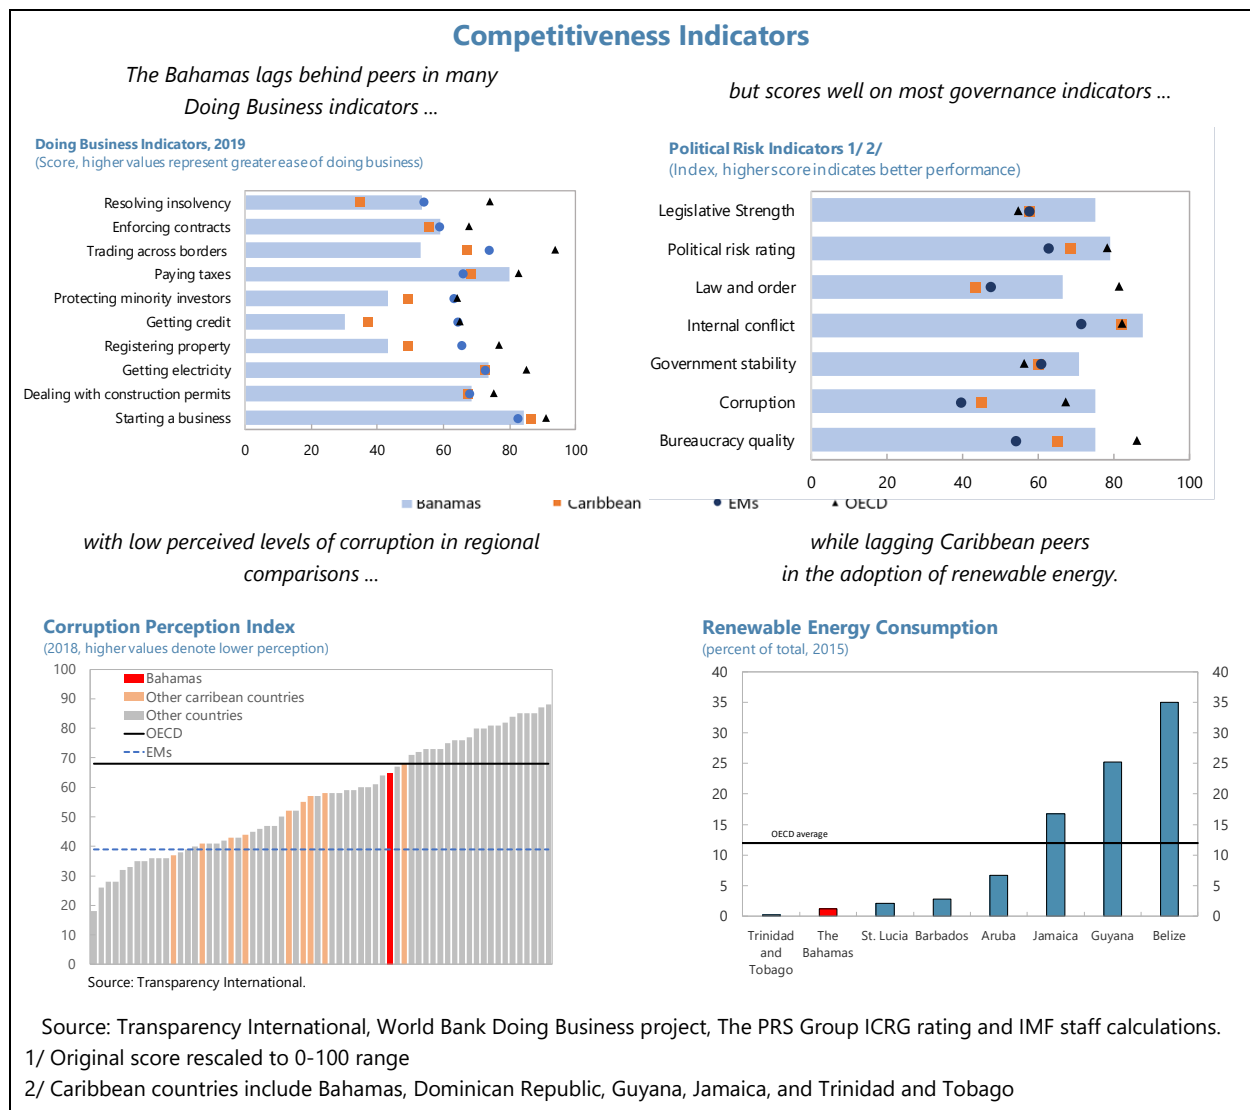 Competitiveness Indicators
The Bahamas lags behind peers in many
Doing Business indicators ...
but scores well on most governance indicators ...
Doing Business Indicators, 2019
(Score, higher values represent greater ease of doing business)
Resolving insolvency
Enforcing contracts
Trading across borders
Paying taxes
Protecting minority investors
Getting credit
Registering property
Getting electricity
Dealing with construction permits
Starting a business
0 20 40 60 80 100
Political Risk Indicators 1/ 2/
(Index, higher score indicates better performance)
Legislative Strength
Political risk rating
Law and order
Internal conflict
Government stability
Corruption
Bureaucracy quality
0 20 40 60 80 100
Bahamas Caribbean EMs OECD
with low perceived levels of corruption in regional
comparisons ...
while lagging Caribbean peers
in the adoption of renewable energy.
Corruption Perception Index
(2018, higher values denote lower perception)
100
90
80
70
60
50
40
30
20
10
0
Bahamas
Other carribean countries
Other countries
OECD
EMs
Source: Transparency International.
Renewable Energy Consumption
(percent of total, 2015)
40 40
35 35
30 30
25 25
20 20
15 15
10 10
5 5
0 0
OECD average
Trinidad and Tobago
The Bahamas
St. Lucia
Barbados
Aruba
Jamaica
Guyana
Belize
Source: Transparency International, World Bank Doing Business project, The PRS Group ICRG rating and IMF staff calculations.
1/ Original score rescaled to 0-100 range
2/ Caribbean countries include Bahamas, Dominican Republic, Guyana, Jamaica, and Trinidad and Tobago